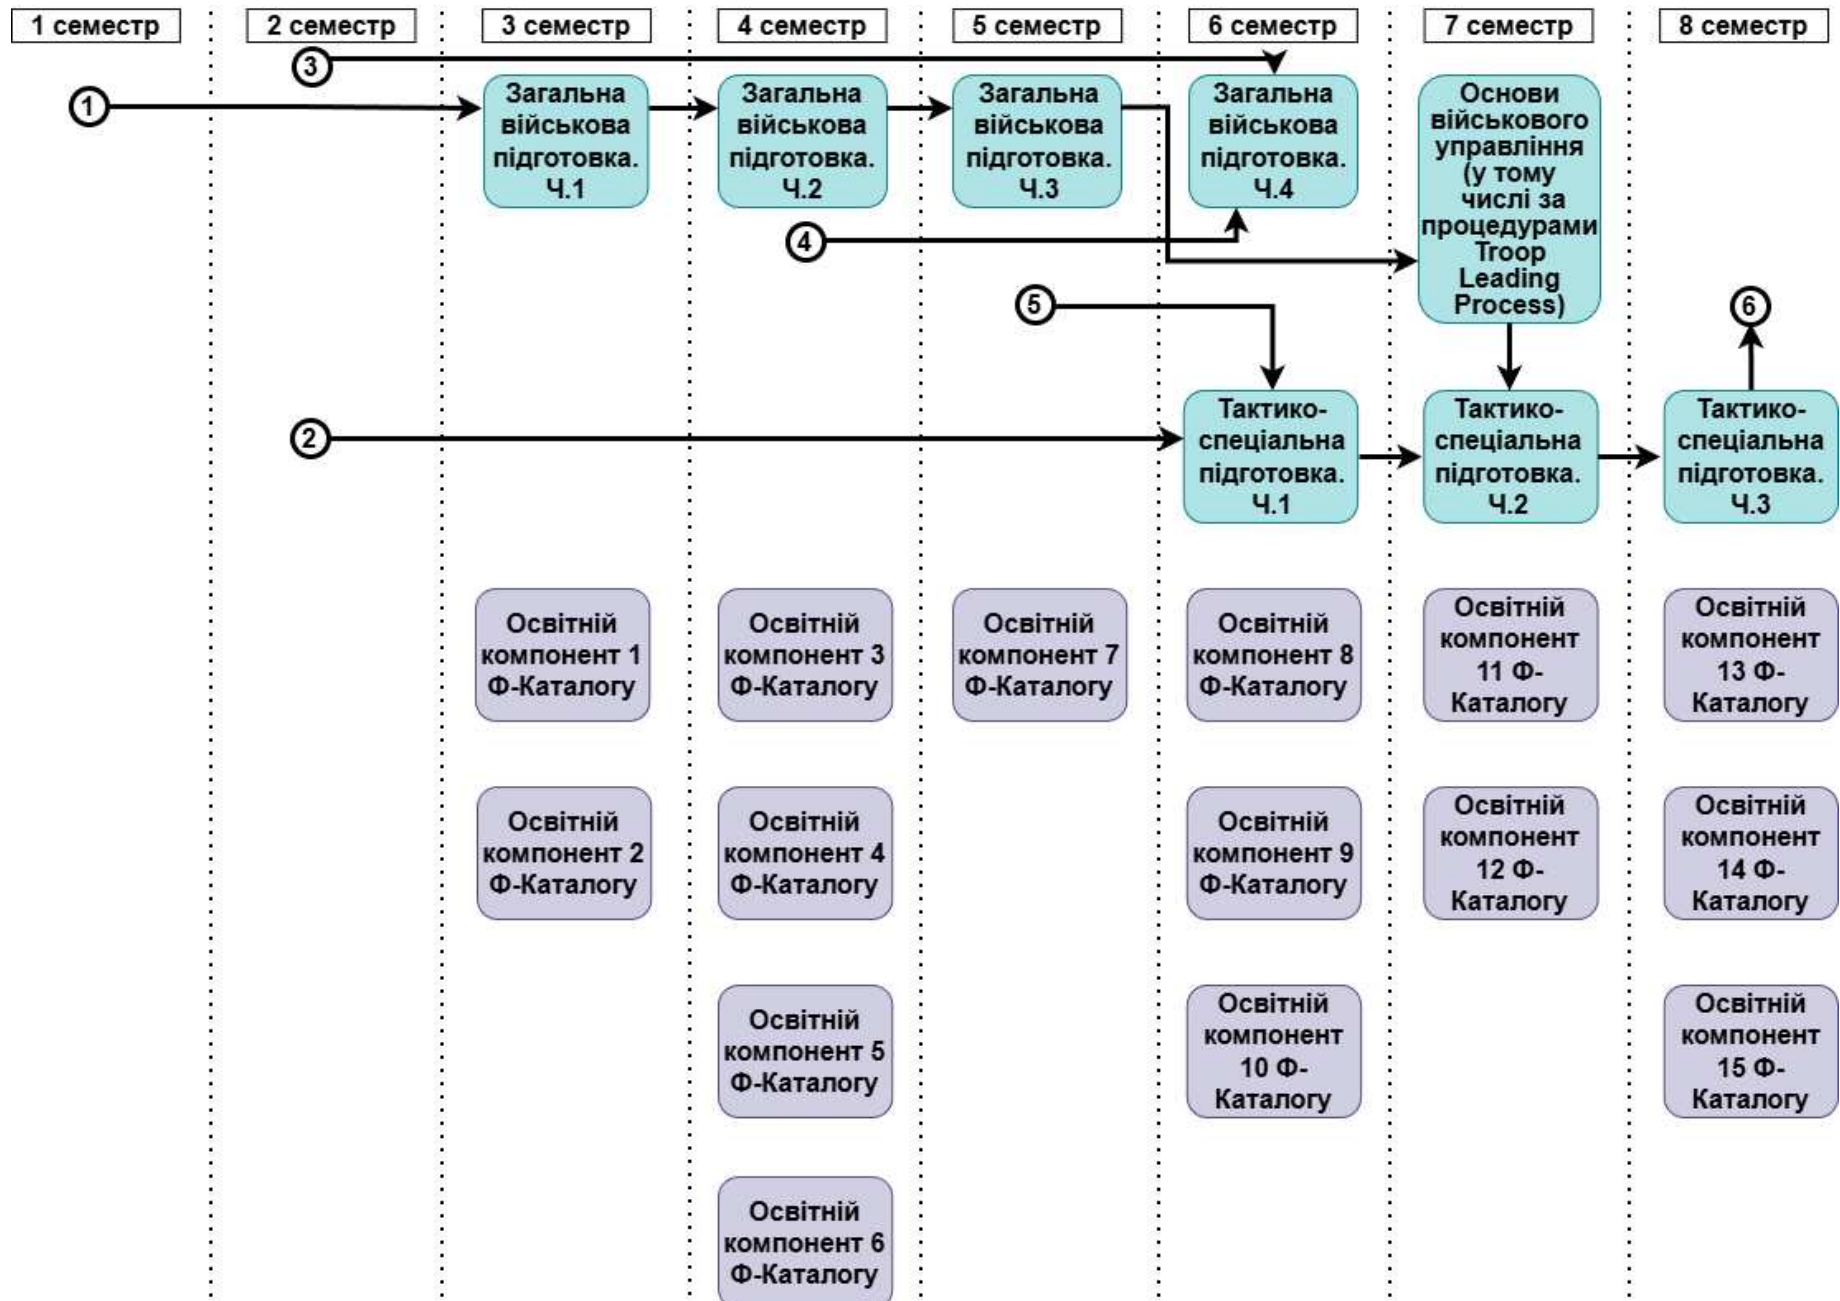 1 семестр
2 семестр
3 семестр
4 семестр
5 семестр
6 семестр
7 семестр
8 семестр
3
1
Загальна
військова
підготовка.
Ч.1
Загальна
військова
підготовка.
Ч.2
Загальна
військова
підготовка.
Ч.3
Загальна
військова
підготовка.
Ч.4
Основи
військового
управління
(у тому
числі за
процедурами
Troop
Leading
Process)
4
5
6
2
Тактико-
спеціальна
підготовка.
Ч.1
Тактико-
спеціальна
підготовка.
Ч.2
Тактико-
спеціальна
підготовка.
Ч.3
Освітній
компонент 1
Ф-Каталогу
Освітній
компонент 3
Ф-Каталогу
Освітній
компонент 7
Ф-Каталогу
Освітній
компонент 8
Ф-Каталогу
Освітній
компонент
11 Ф-
Каталогу
Освітній
компонент
13 Ф-
Каталогу
Освітній
компонент 2
Ф-Каталогу
Освітній
компонент 4
Ф-Каталогу
Освітній
компонент 9
Ф-Каталогу
Освітній
компонент
12 Ф-
Каталогу
Освітній
компонент
14 Ф-
Каталогу
Освітній
компонент 5
Ф-Каталогу
Освітній
компонент
10 Ф-
Каталогу
Освітній
компонент
15 Ф-
Каталогу
Освітній
компонент 6
Ф-Каталогу